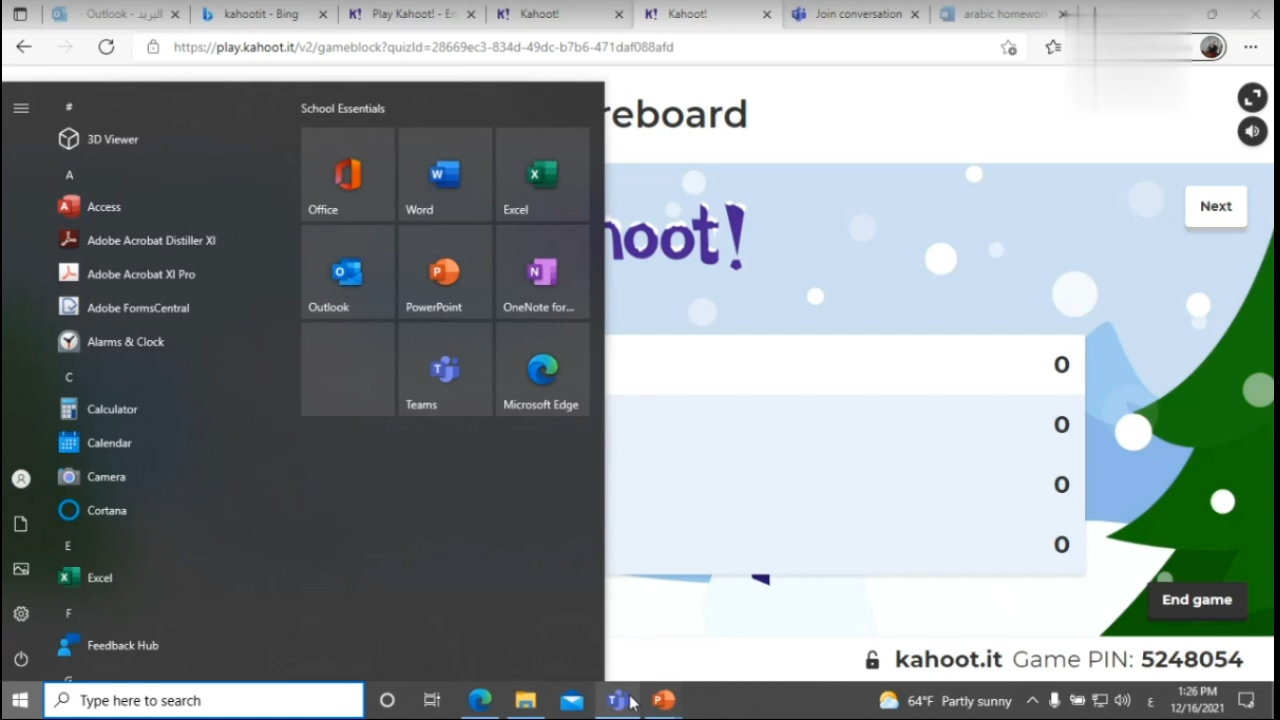 Outlook - البريد
kahootit - Bing
Play Kahoot! - En
Kahoot!
Kahoot!
Join conversation
arabic homewor
https://play.kahoot.it/v2/gameblock?quizId=28669ec3-834d-49dc-b7b6-471daf088afd
reboard
Next
hoot!
0
0
0
0
End game
kahoot.it Game PIN: 5248054
#
3D Viewer
A
Access
Adobe Acrobat Distiller XI
Adobe Acrobat XI Pro
Adobe FormsCentral
Alarms & Clock
C
Calculator
Calendar
Camera
Cortana
E
Excel
F
Feedback Hub
G
School Essentials
Office
Word
Excel
Outlook
PowerPoint
OneNote for...
Teams
Microsoft Edge
Type here to search
64°F Partly sunny
ع
1:26 PM
12/16/2021